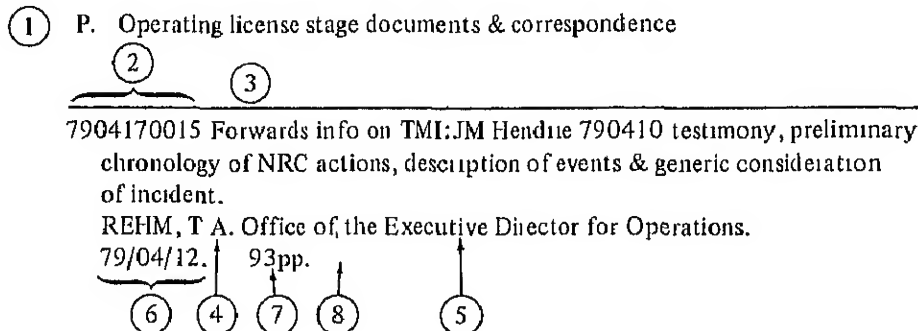 1 P. Operating license stage documents & correspondence
2
3
7904170015 Forwards info on TMI:JM Hendrie 790410 testimony, preliminary
chronology of NRC actions, description of events & generic consideration
of incident.
REHM, T A. Office of the Executive Director for Operations.
79/04/12. 93pp.
6 4 7 8 5